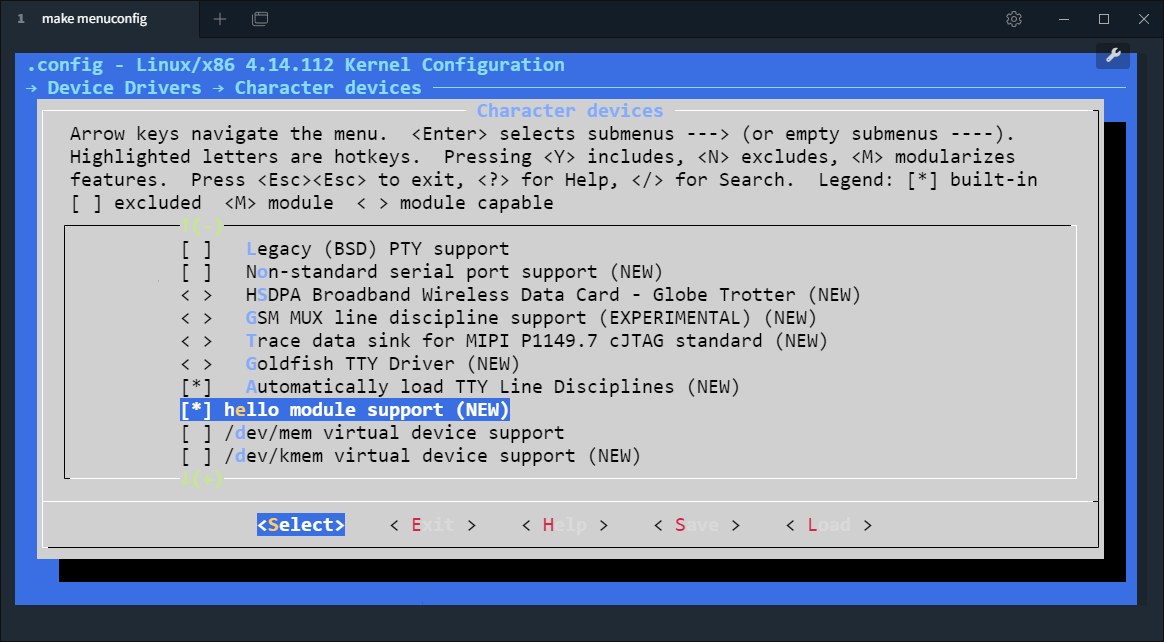 1 make menuconfig
.config - Linux/x86 4.14.112 Kernel Configuration
→ Device Drivers → Character devices
Character devices
Arrow keys navigate the menu.  <Enter> selects submenus ---> (or empty submenus ----).
Highlighted letters are hotkeys.  Pressing <Y> includes, <N> excludes, <M> modularizes
features.  Press <Esc><Esc> to exit, <?> for Help, </> for Search.  Legend: [*] built-in
[ ] excluded  <M> module  < > module capable
↑(-)
[ ]   Legacy (BSD) PTY support
[ ]   Non-standard serial port support (NEW)
< >   HSDPA Broadband Wireless Data Card - Globe Trotter (NEW)
< >   GSM MUX line discipline support (EXPERIMENTAL) (NEW)
< >   Trace data sink for MIPI P1149.7 cJTAG standard (NEW)
< >   Goldfish TTY Driver (NEW)
[*]   Automatically load TTY Line Disciplines (NEW)
[*] hello module support (NEW)
[ ] /dev/mem virtual device support
[ ] /dev/kmem virtual device support (NEW)
↓(+)
<Select>    < Exit >    < Help >    < Save >    < Load >